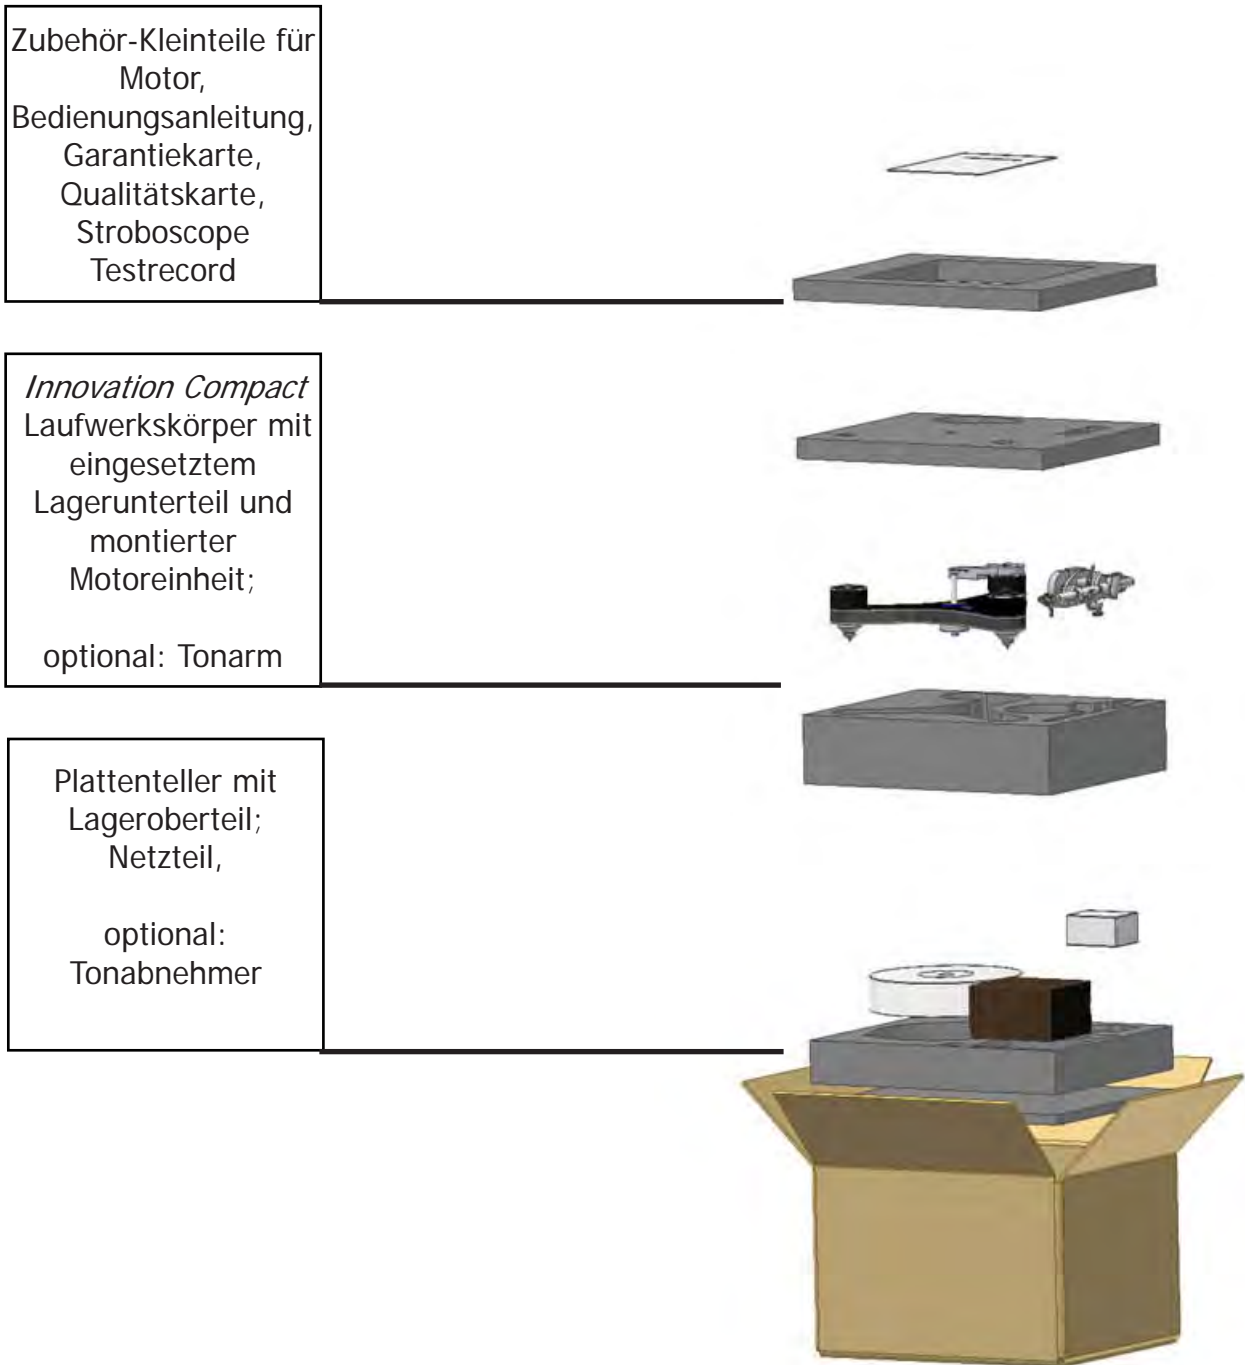 Zubehör-Kleinteile für
Motor,
Bedienungsanleitung,
Garantiekarte,
Qualitätskarte,
Stroboscope
Testrecord
Innovation Compact
Laufwerkskörper mit
eingesetztem
Lagerunterteil und
montierter
Motoreinheit;
optional: Tonarm
Plattenteller mit
Lageroberteil;
Netzteil,
optional:
Tonabnehmer